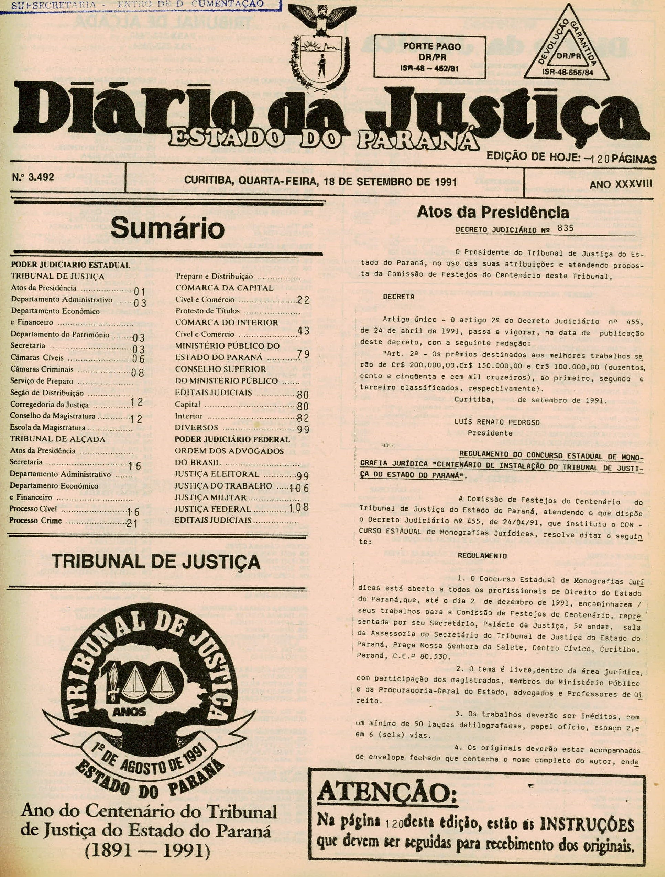 SUBSECRETARIA - CENTRO DE D CUMENTAÇÃO
PORTE PAGO
DR/PR
ISR-48 - 452/81
DEVOLUÇÃO
GARANTIDA
DR/PR
ISR-48-555/84
Diário da Justiça
ESTADO DO PARANÁ
EDIÇÃO DE HOJE: 120 PÁGINAS
N.º 3.492
CURITIBA, QUARTA-FEIRA, 18 DE SETEMBRO DE 1991
ANO XXXVIII
Sumário
PODER JUDICIÁRIO ESTADUAL
TRIBUNAL DE JUSTIÇA
Atos da Presidência 01
Departamento Administrativo 03
Departamento Econômico
e Financeiro
Departamento do Patrimônio 03
Secretaria 03
Câmaras Cíveis 06
Câmaras Criminais 08
Serviço de Preparo
Seção de Distribuição
Corregedoria da Justiça 12
Conselho da Magistratura 12
Escola da Magistratura
TRIBUNAL DE ALÇADA
Atos da Presidência
Secretaria 16
Departamento Administrativo
Departamento Econômico
e Financeiro
Processo Cível 16
Processo Crime 21
Preparo e Distribuição
COMARCA DA CAPITAL
Cível e Comércio 22
Protesto de Títulos
COMARCA DO INTERIOR
Cível e Comércio 43
MINISTÉRIO PÚBLICO DO
ESTADO DO PARANÁ 79
CONSELHO SUPERIOR
DO MINISTÉRIO PÚBLICO
EDITAIS JUDICIAIS 80
Capital 80
Interior 82
DIVERSOS 99
PODER JUDICIÁRIO FEDERAL
ORDEM DOS ADVOGADOS
DO BRASIL
JUSTIÇA ELEITORAL 99
JUSTIÇA DO TRABALHO 106
JUSTIÇA MILITAR
JUSTIÇA FEDERAL 108
EDITAIS JUDICIAIS
TRIBUNAL DE JUSTIÇA
TRIBUNAL DE JUSTIÇA
100
ANOS
1º DE AGOSTO DE 1991
ESTADO DO PARANÁ
Ano do Centenário do Tribunal
de Justiça do Estado do Paraná
(1891 — 1991)
Atos da Presidência
DECRETO JUDICIÁRIO Nº 835
O Presidente do Tribunal de Justiça do Es-
tado do Paraná, no uso das suas atribuições e atendendo propos-
ta da Comissão de Festejos do Centenário deste Tribunal,
DECRETA
Artigo único - O artigo 2º do Decreto Judiciário nº 455,
de 24 de abril de 1991, passa a vigorar, na data de publicação
deste decreto, com a seguinte redação:
"Art. 2º - Os prêmios destinados aos melhores trabalhos se
rão de Cr$ 200.000,00, Cr$ 150.000,00 e Cr$ 100.000,00 (duzentos,
cento e cinqüenta e cem mil cruzeiros), ao primeiro, segundo e
terceiro classificados, respectivamente).
Curitiba, de setembro de 1991.
LUÍS RENATO PEDROSO
Presidente
REGULAMENTO DO CONCURSO ESTADUAL DE MONO-
GRAFIA JURÍDICA "CENTENÁRIO DE INSTALAÇÃO DO TRIBUNAL DE JUSTI-
ÇA DO ESTADO DO PARANÁ".
A Comissão de Festejos do Centenário do
Tribunal de Justiça do Estado do Paraná, atendendo o que dispõe
o Decreto Judiciário nº 455, de 24/04/91, que instituto o CON-
CURSO ESTADUAL de Monografias Jurídicas, resolve ditar o seguin
te:
REGULAMENTO
1. O Concurso Estadual de Monografias Jurí
dicas está aberto a todos os profissionais de Direito do Estado
do Paraná, que, até o dia 2 de dezembro de 1991, encaminharem
seus trabalhos para a Comissão de Festejos do Centenário, repre
sentada por seu Secretário, Palácio da Justiça, 5º andar, sala
da Assessoria do Secretário do Tribunal de Justiça do Estado do
Paraná, Praça Nossa Senhora da Salete, Centro Cívico, Curitiba,
Paraná, C.E.P 80.530.
2. O tema é livre, dentro da área jurídica,
com participação dos magistrados, membros do Ministério Público
e da Procuradoria-Geral do Estado, advogados e Professores de Di
reito.
3. Os trabalhos deverão ser inéditos, com
um mínimo de 50 laudas datilografadas, papel ofício, espaço 2, e
em 6 (seis) vias.
4. Os originais deverão estar acompanhados
de envelope fechado que contenha o nome completo do autor, ende
ATENÇÃO:
Na página 120 desta edição, estão as INSTRUÇÕES
que devem ser seguidas para recebimento dos originais.